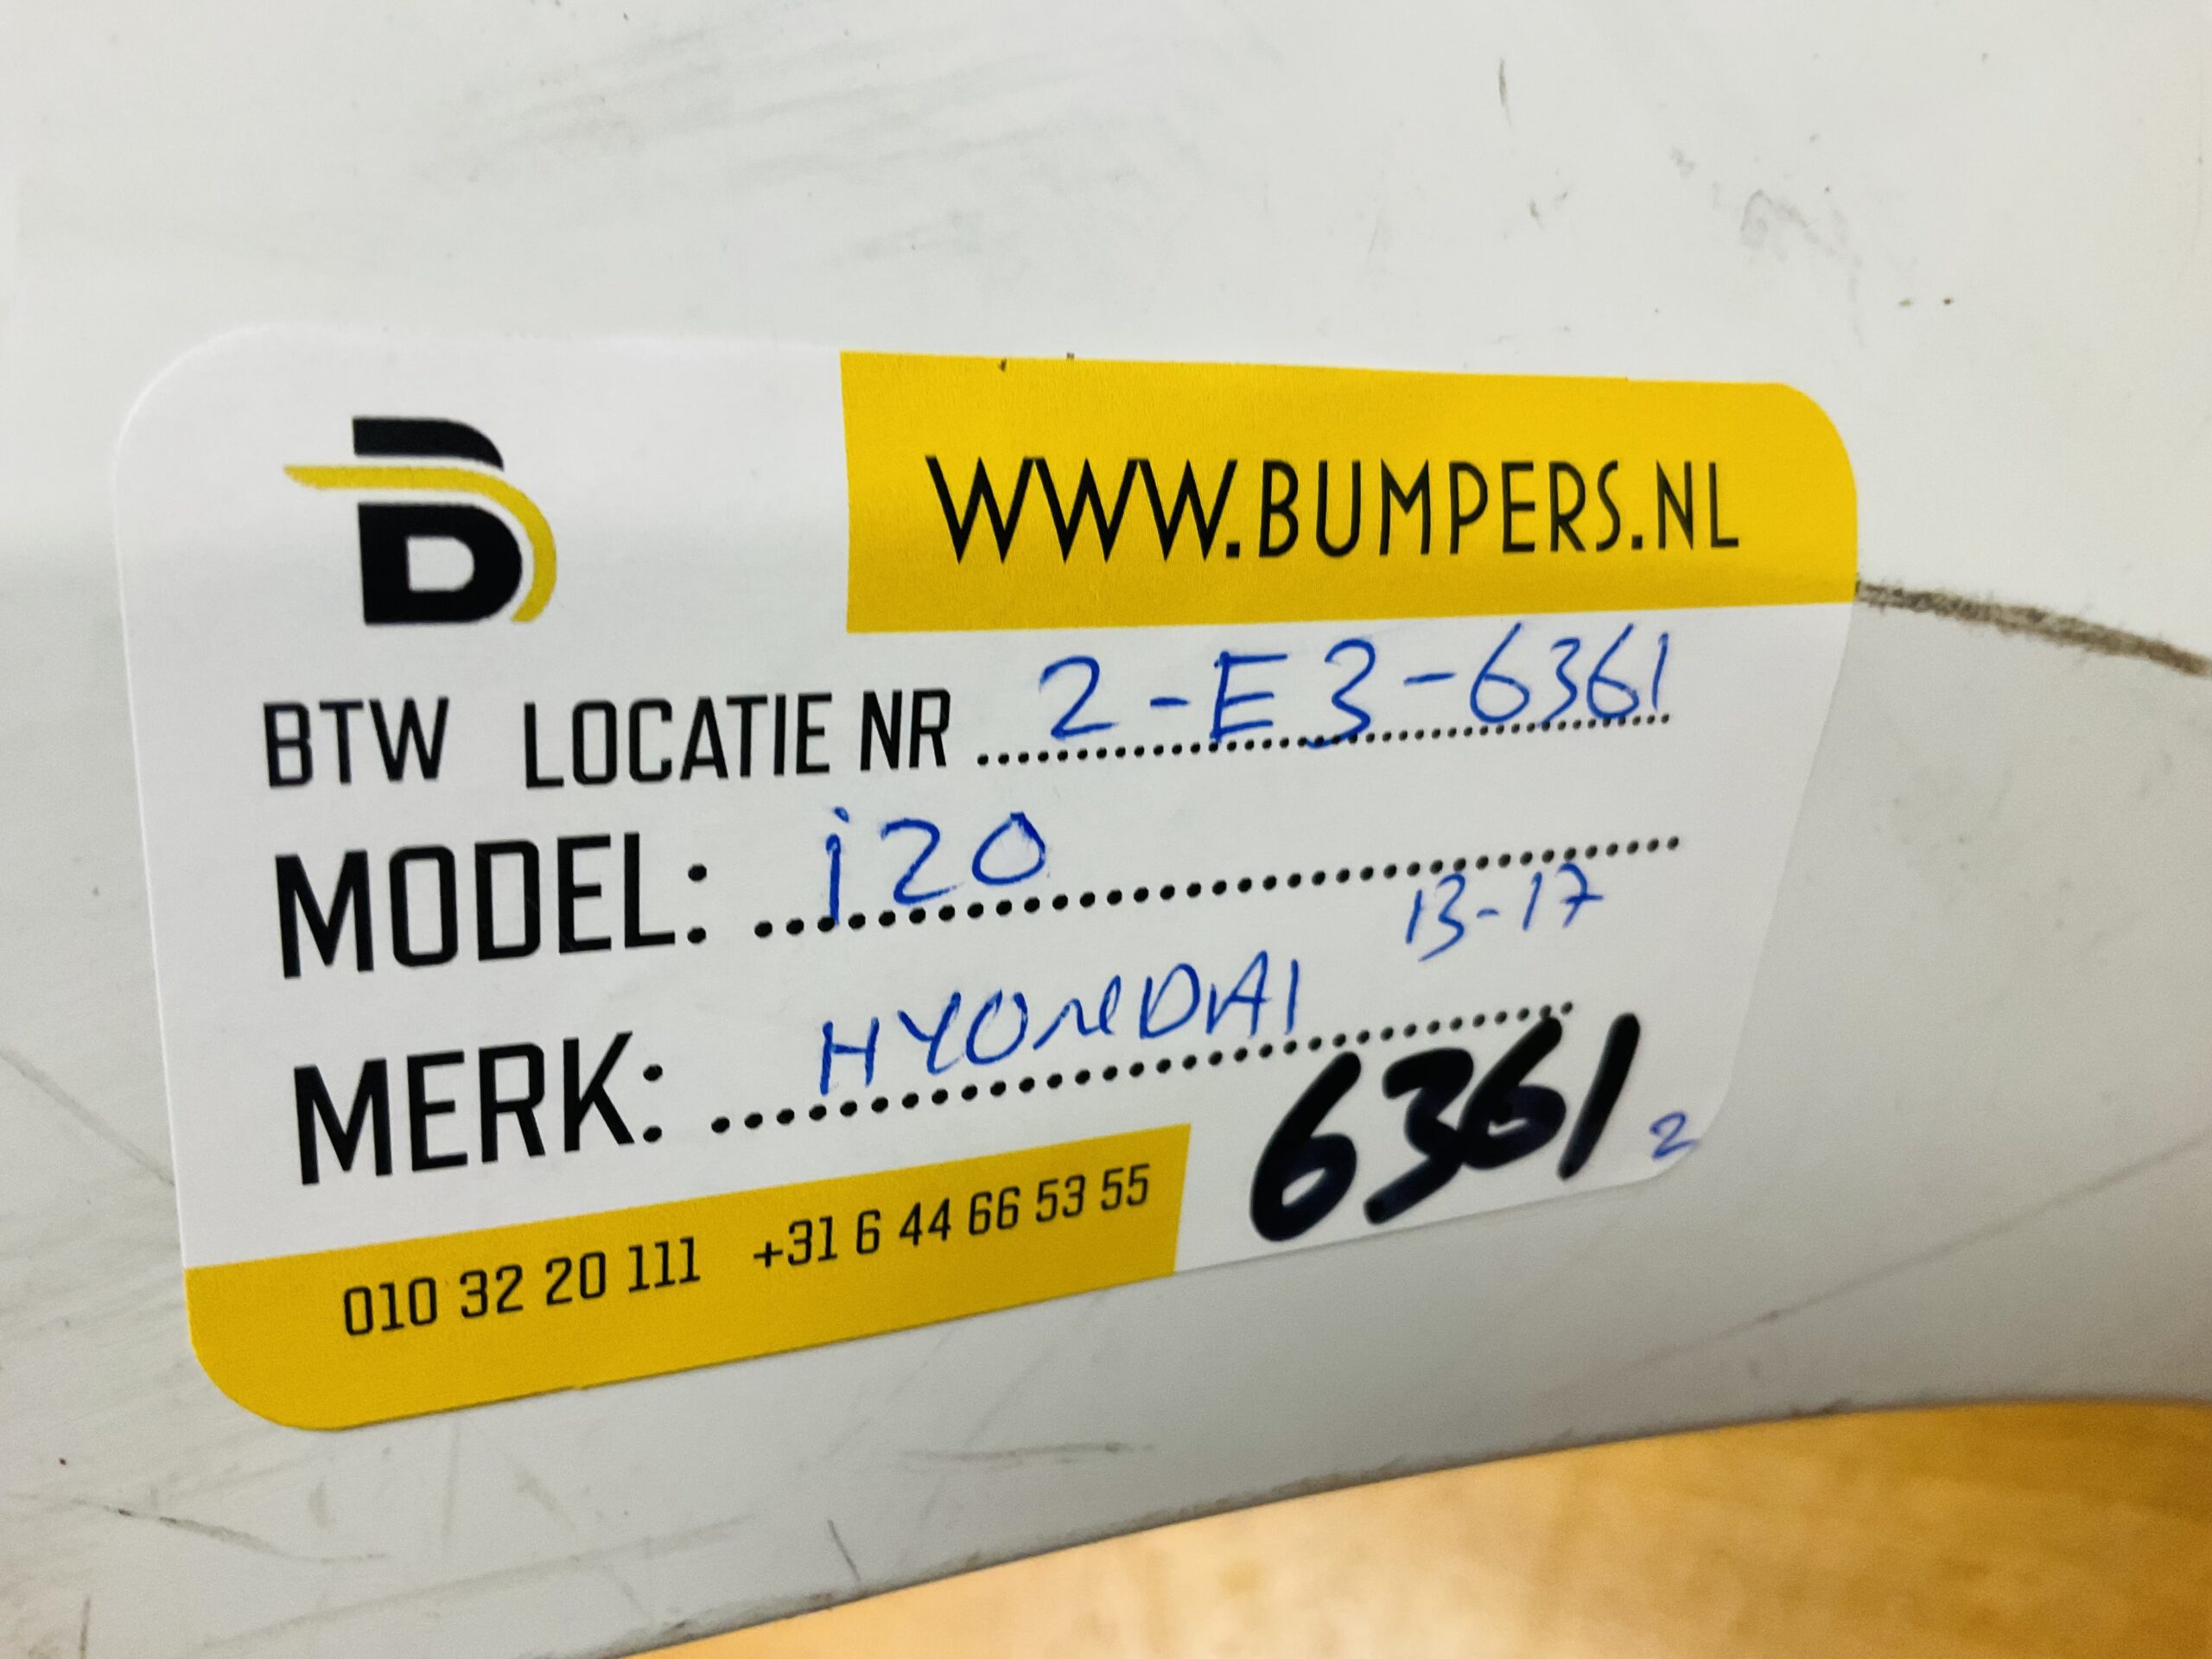 B
WWW.BUMPERS.NL
BTW LOCATIE NR 2-E3-6361
MODEL: i20
13-17
MERK: HYONDAI
6361 2
010 32 20 111 +31 6 44 66 53 55